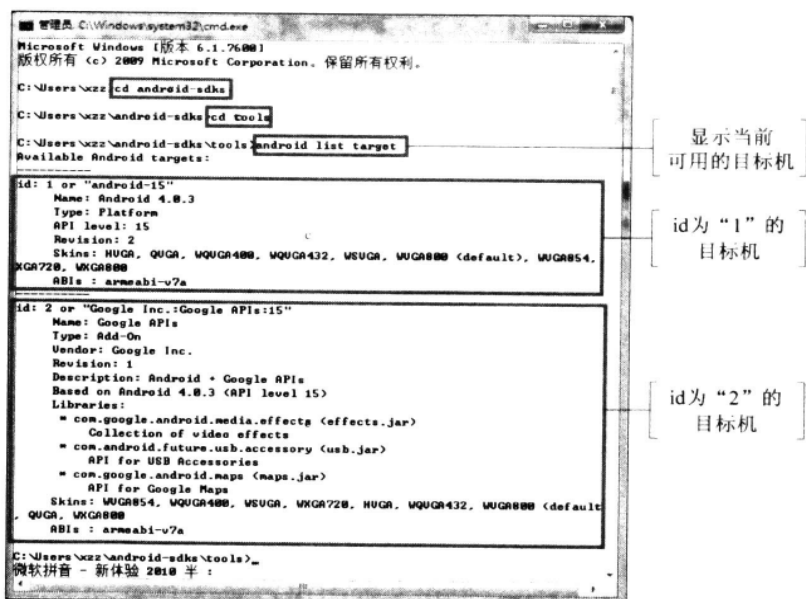 管理员 C:\Windows\system32\cmd.exe
Microsoft Windows [版本 6.1.7600]
版权所有 (c) 2009 Microsoft Corporation。保留所有权利。
C:\Users\xzz>cd android-sdks
C:\Users\xzz\android-sdks>cd tools
C:\Users\xzz\android-sdks\tools>android list target
Available Android targets:
----------
id: 1 or "android-15"
Name: Android 4.0.3
Type: Platform
API level: 15
Revision: 2
Skins: HVGA, QVGA, WQVGA400, WQVGA432, WSVGA, WVGA800 (default), WVGA854,
XGA720, WXGA800
ABIs : armeabi-v7a
----------
id: 2 or "Google Inc.:Google APIs:15"
Name: Google APIs
Type: Add-On
Vendor: Google Inc.
Revision: 1
Description: Android + Google APIs
Based on Android 4.0.3 (API level 15)
Libraries:
* com.google.android.media.effects (effects.jar)
Collection of video effects
* com.android.future.usb.accessory (usb.jar)
API for USB Accessories
* com.google.android.maps (maps.jar)
API for Google Maps
Skins: WVGA854, WQVGA400, WSVGA, WXGA720, HVGA, WQVGA432, WVGA800 (default
, QVGA, WXGA800
ABIs : armeabi-v7a
C:\Users\xzz\android-sdks\tools>_
微软拼音 - 新体验 2010 半 :
显示当前
可用的目标机
id为“1”的
目标机
id为“2”的
目标机